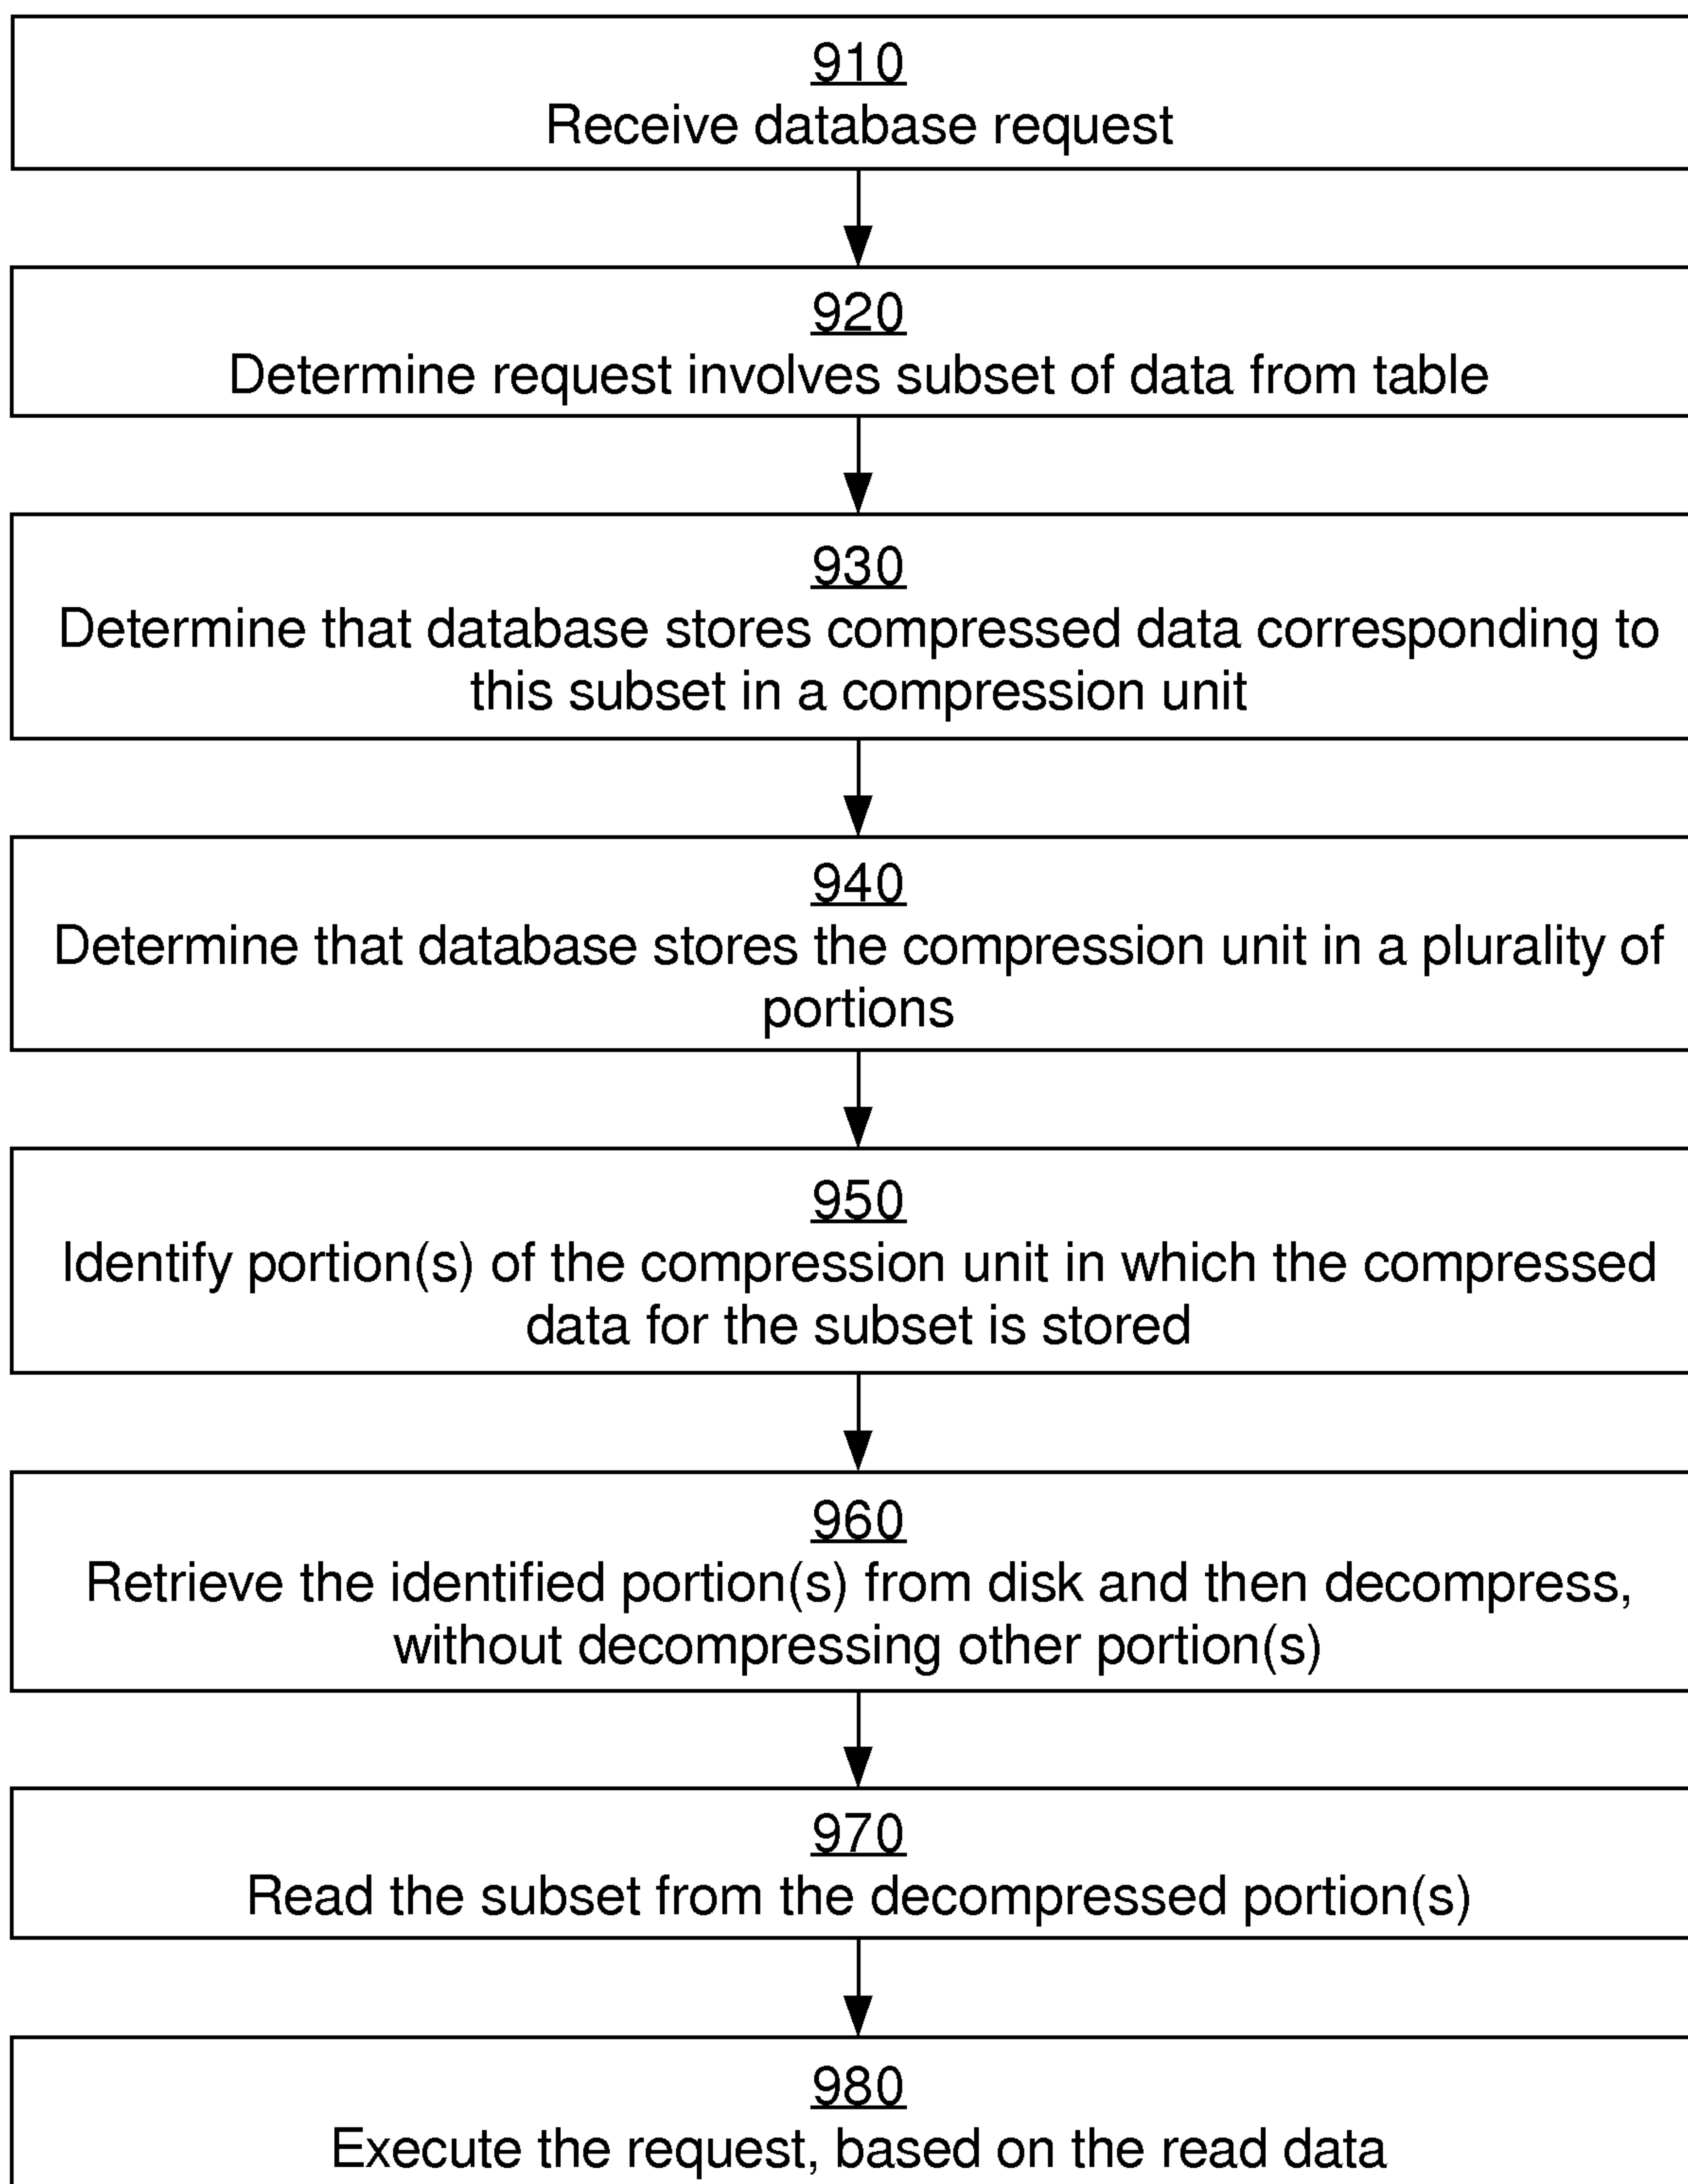 910
Receive database request
920
Determine request involves subset of data from table
930
Determine that database stores compressed data corresponding to
this subset in a compression unit
940
Determine that database stores the compression unit in a plurality of
portions
950
Identify portion(s) of the compression unit in which the compressed
data for the subset is stored
960
Retrieve the identified portion(s) from disk and then decompress,
without decompressing other portion(s)
970
Read the subset from the decompressed portion(s)
980
Execute the request, based on the read data